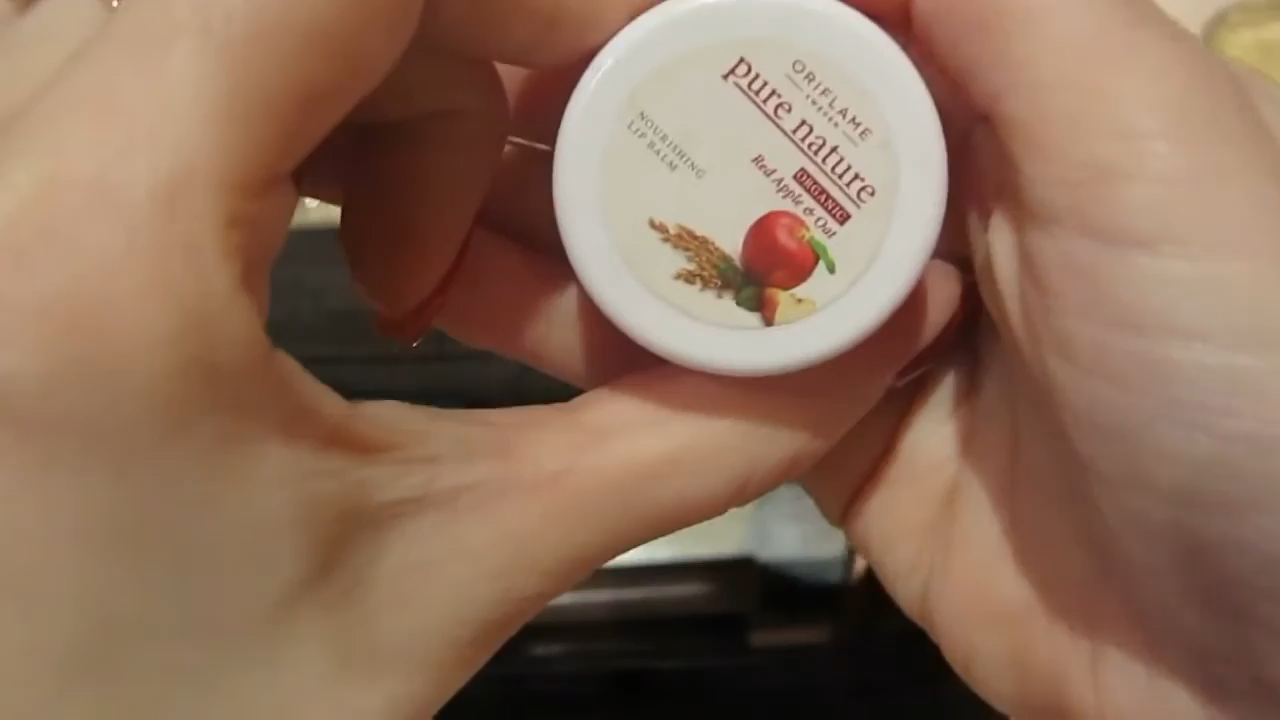 ORIFLAME
SWEDEN
pure nature
ORGANIC
Red Apple & Oat
NOURISHING
LIP BALM